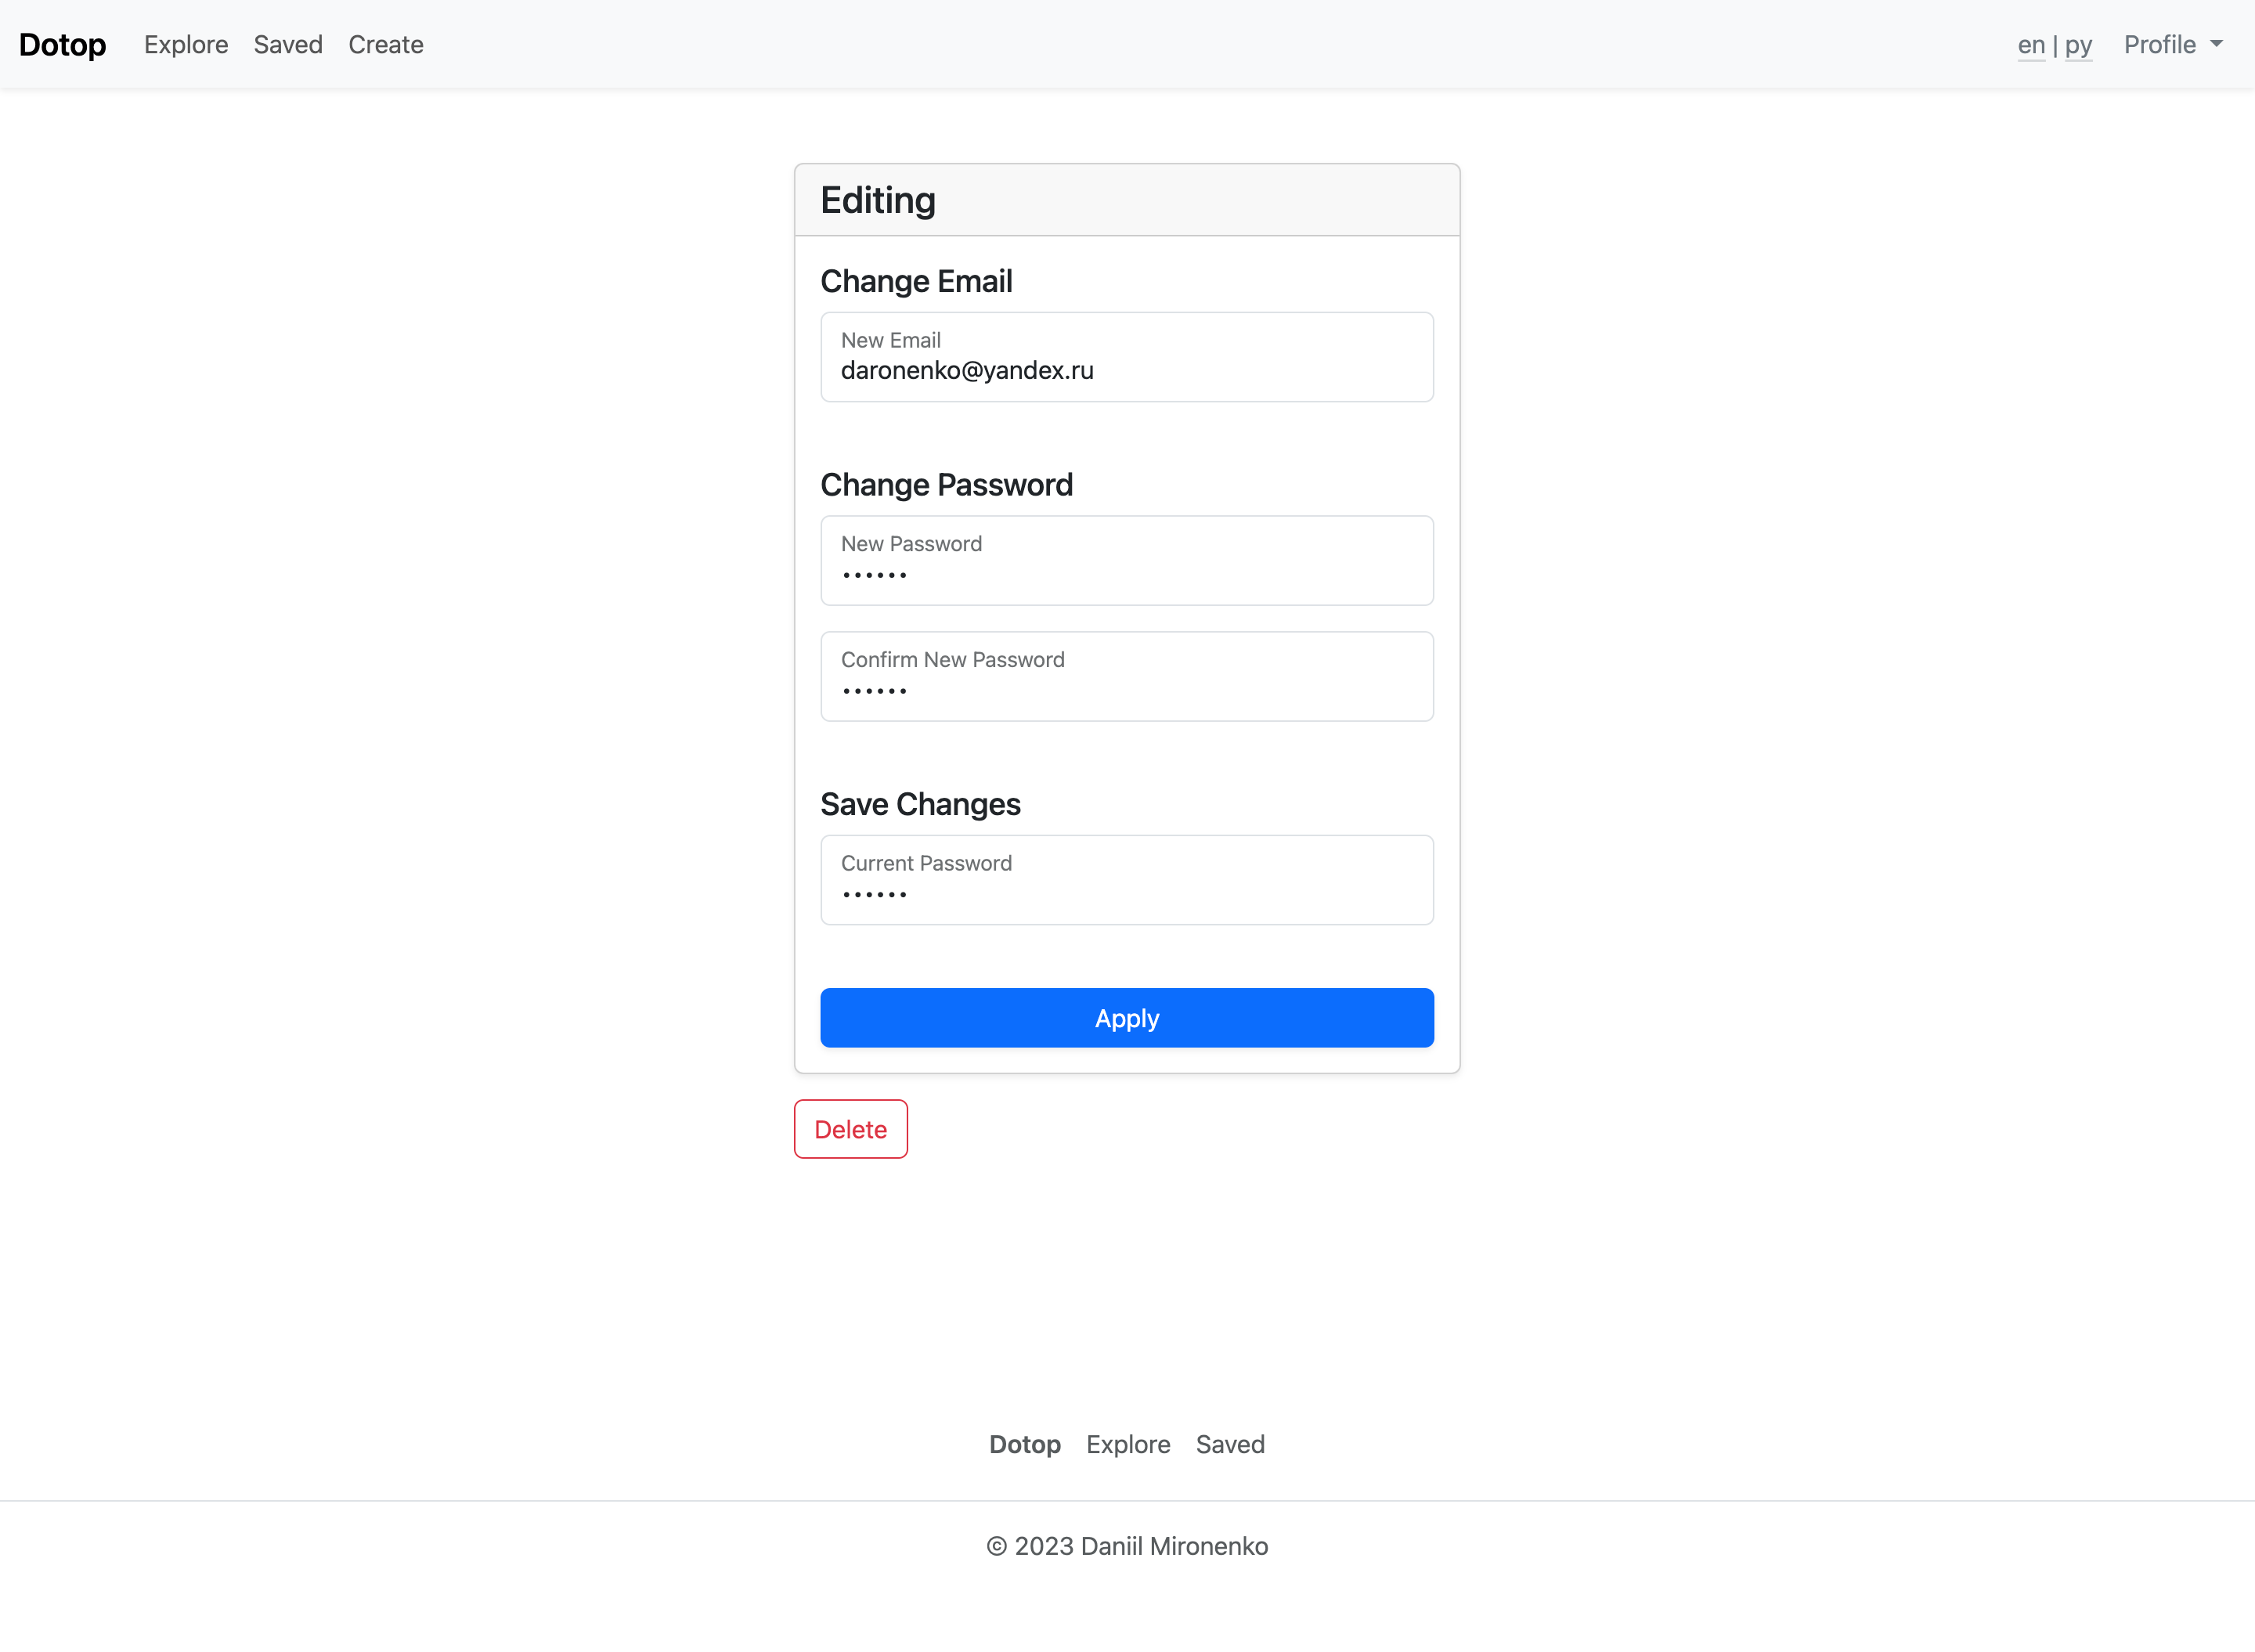 Dotop Explore Saved Create en | ру Profile
Editing
Change Email
New Email
daronenko@yandex.ru
Change Password
New Password
••••••
Confirm New Password
••••••
Save Changes
Current Password
••••••
Apply
Delete
Dotop Explore Saved
© 2023 Daniil Mironenko